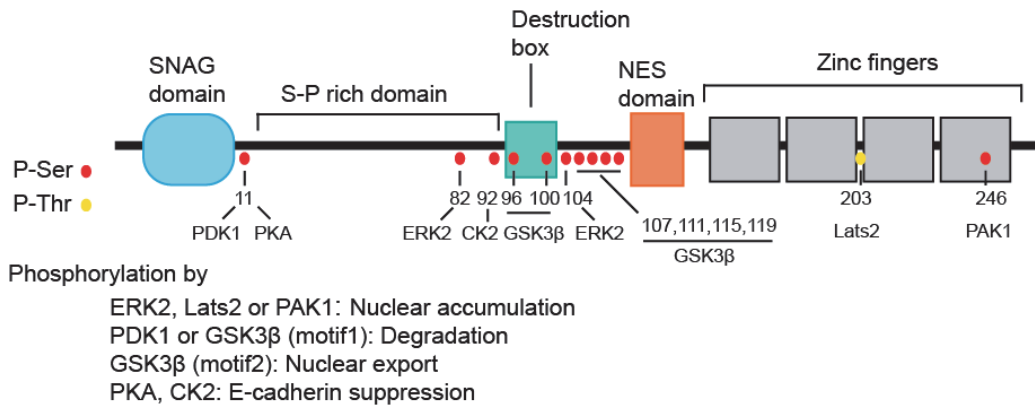 Destruction
box
SNAG
domain
S-P rich domain
NES
domain
Zinc fingers
P-Ser
P-Thr
11
82
92
96
100
104
203
246
PDK1
PKA
ERK2
CK2
GSK3β
ERK2
107,111,115,119
GSK3β
Lats2
PAK1
Phosphorylation by
ERK2, Lats2 or PAK1: Nuclear accumulation
PDK1 or GSK3β (motif1): Degradation
GSK3β (motif2): Nuclear export
PKA, CK2: E-cadherin suppression